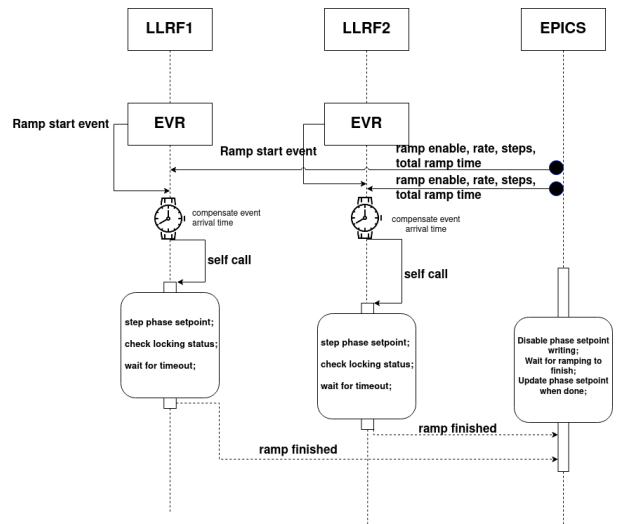 LLRF1
LLRF2
EPICS
EVR
EVR
Ramp start event
Ramp start event
ramp enable, rate, steps,
total ramp time
ramp enable, rate, steps,
total ramp time
compensate event
arrival time
compensate event
arrival time
self call
self call
step phase setpoint;
check locking status;
wait for timeout;
step phase setpoint;
check locking status;
wait for timeout;
Disable phase setpoint
writing;
Wait for ramping to
finish;
Update phase setpoint
when done;
ramp finished
ramp finished